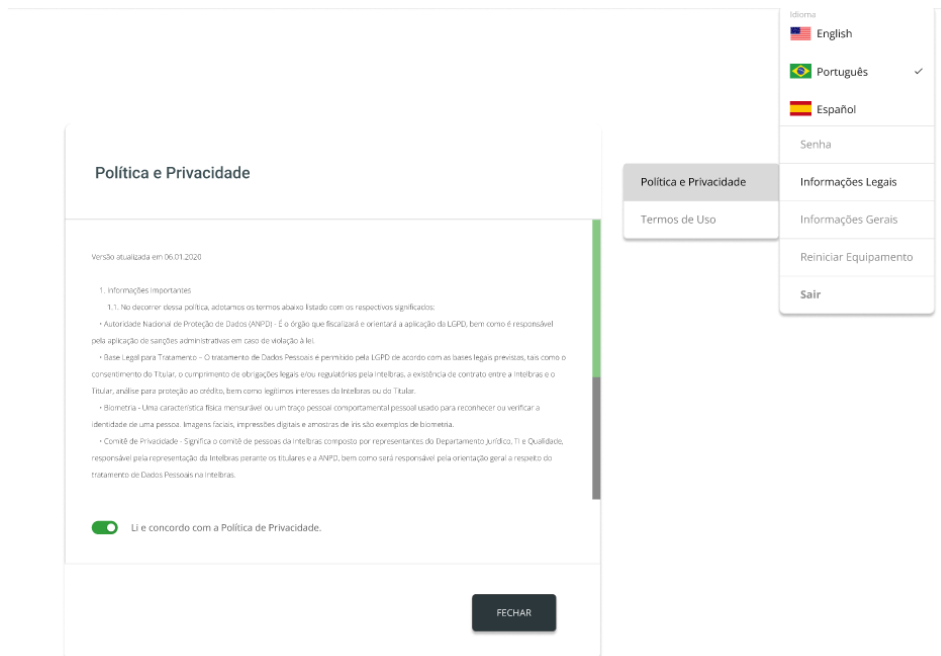 Idioma
English
Português
Español
Senha
Informações Legais
Informações Gerais
Reiniciar Equipamento
Sair
Política e Privacidade
Termos de Uso
Política e Privacidade
Versão atualizada em 06.01.2020
1. Informações Importantes
1.1. No decorrer dessa política, adotamos os termos abaixo listado com os respectivos significados:
• Autoridade Nacional de Proteção de Dados (ANPD) - É o órgão que fiscalizará e orientará a aplicação da LGPD, bem como é responsável
pela aplicação de sanções administrativas em caso de violação à lei.
• Base Legal para Tratamento – O tratamento de Dados Pessoais é permitido pela LGPD de acordo com as bases legais previstas, tais como o
consentimento do Titular, o cumprimento de obrigações legais e/ou regulatórias pela Intelbras, a existência de contrato entre a Intelbras e o
Titular, análise para proteção ao crédito, bem como legítimos interesses da Intelbras ou do Titular.
• Biometria - Uma característica física mensurável ou um traço pessoal comportamental pessoal usado para reconhecer ou verificar a
identidade de uma pessoa. Imagens faciais, impressões digitais e amostras de íris são exemplos de biometria.
• Comitê de Privacidade - Significa o comitê de pessoas da Intelbras composto por representantes do Departamento Jurídico, TI e Qualidade,
responsável pela representação da Intelbras perante os titulares e a ANPD, bem como será responsável pela orientação geral a respeito do
tratamento de Dados Pessoais na Intelbras.
Li e concordo com a Política de Privacidade.
FECHAR